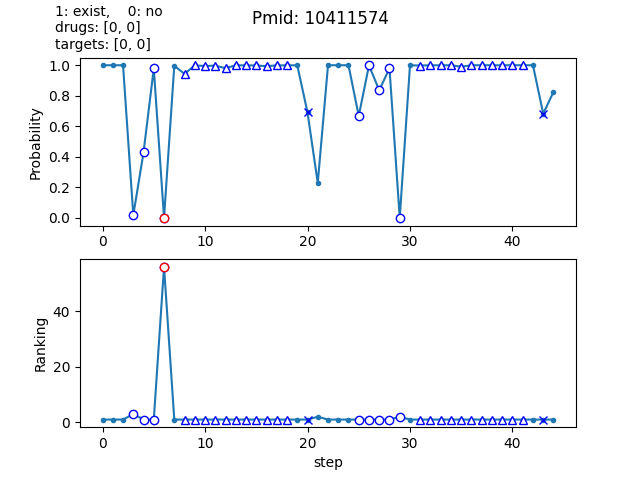 1: exist,    0: no
drugs: [0, 0]
targets: [0, 0]
Pmid: 10411574
Probability
1.0
0.8
0.6
0.4
0.2
0.0
0 10 20 30 40
Ranking
40
20
0
0 10 20 30 40
step